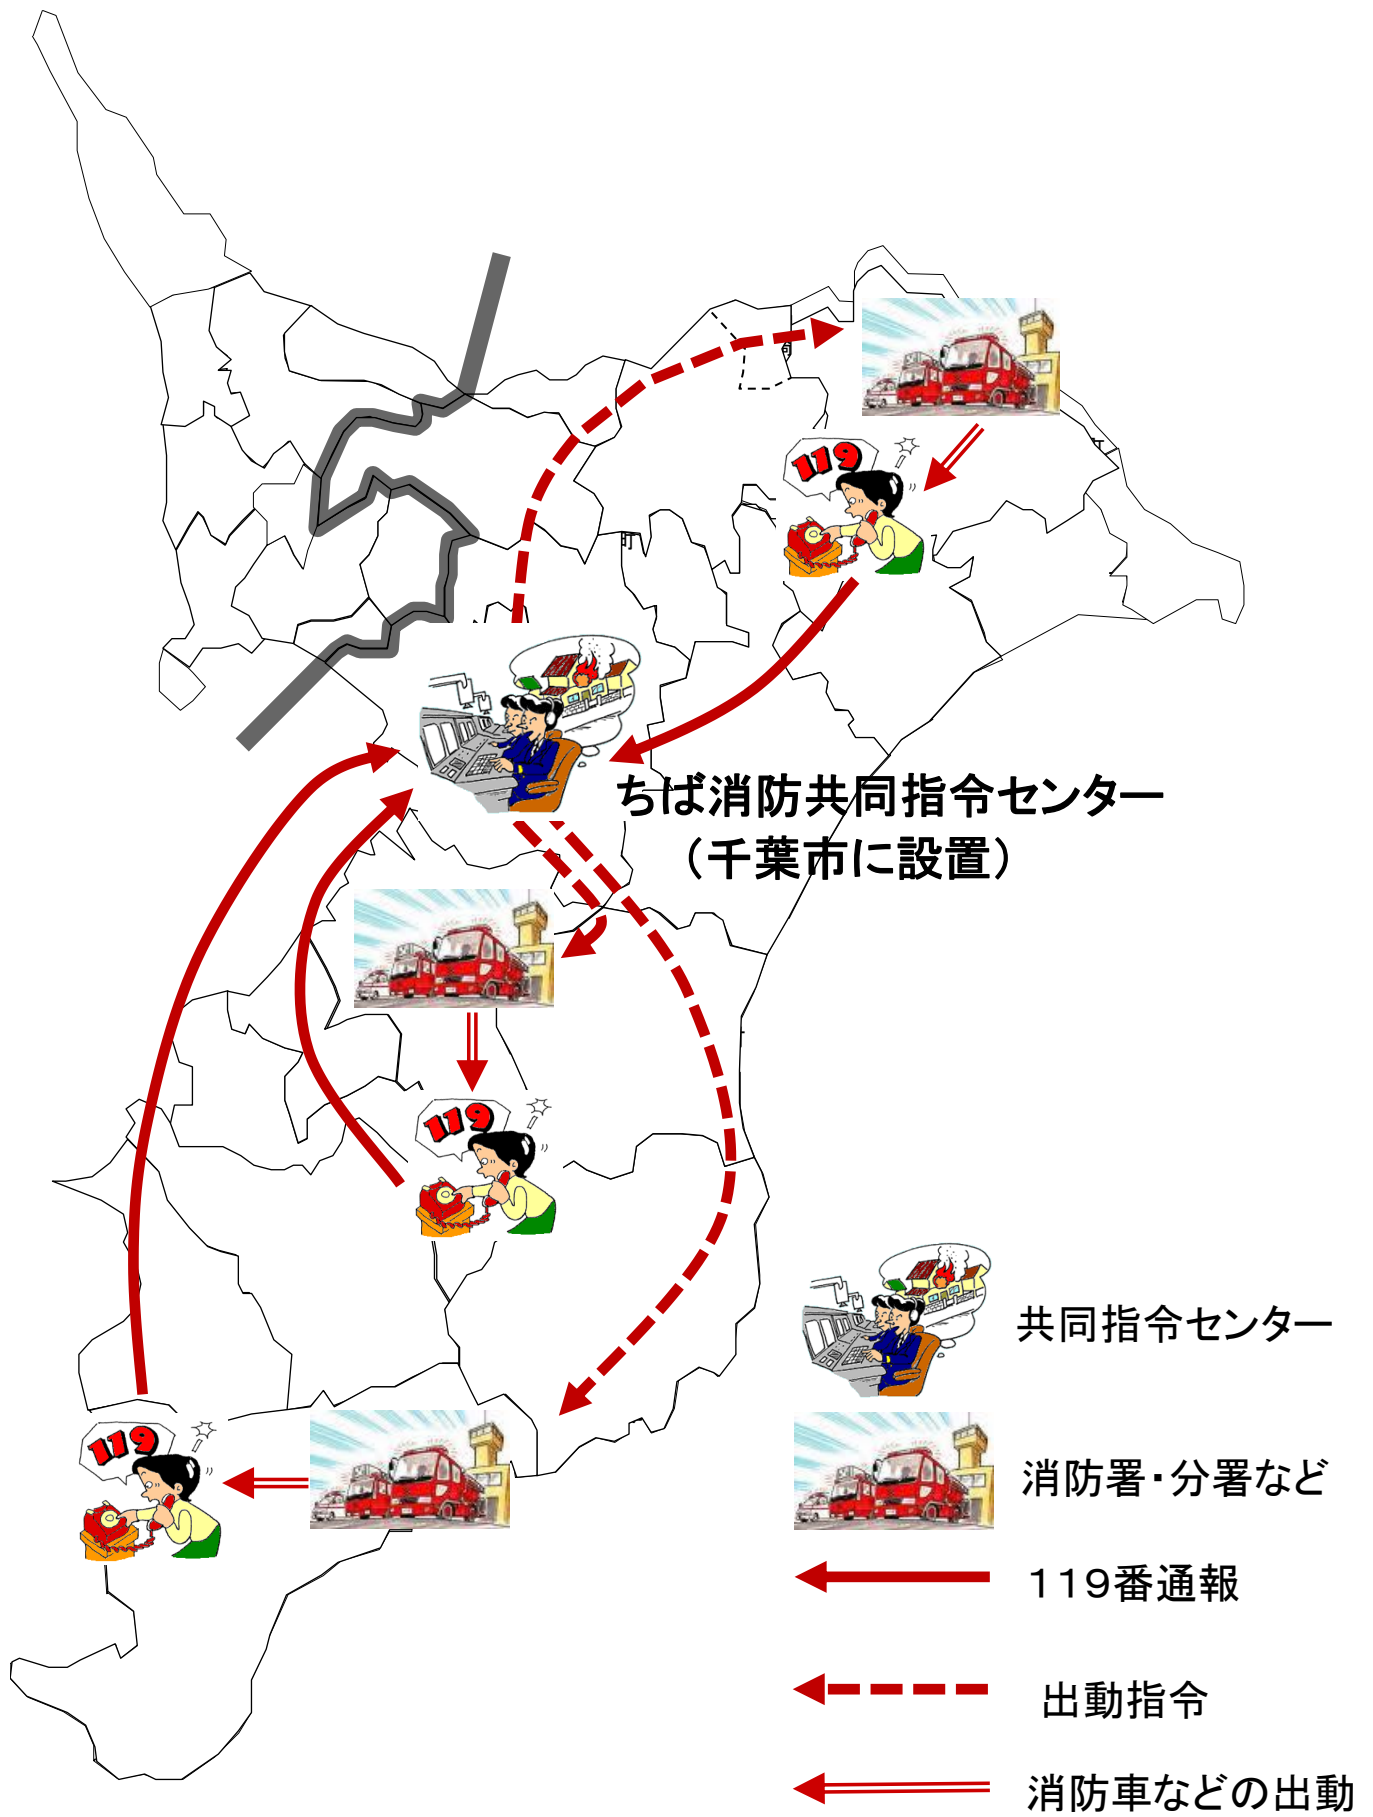 町
119
ちば消防共同指令センター
（千葉市に設置）
119
共同指令センター
119
消防署・分署など
119番通報
出動指令
消防車などの出動